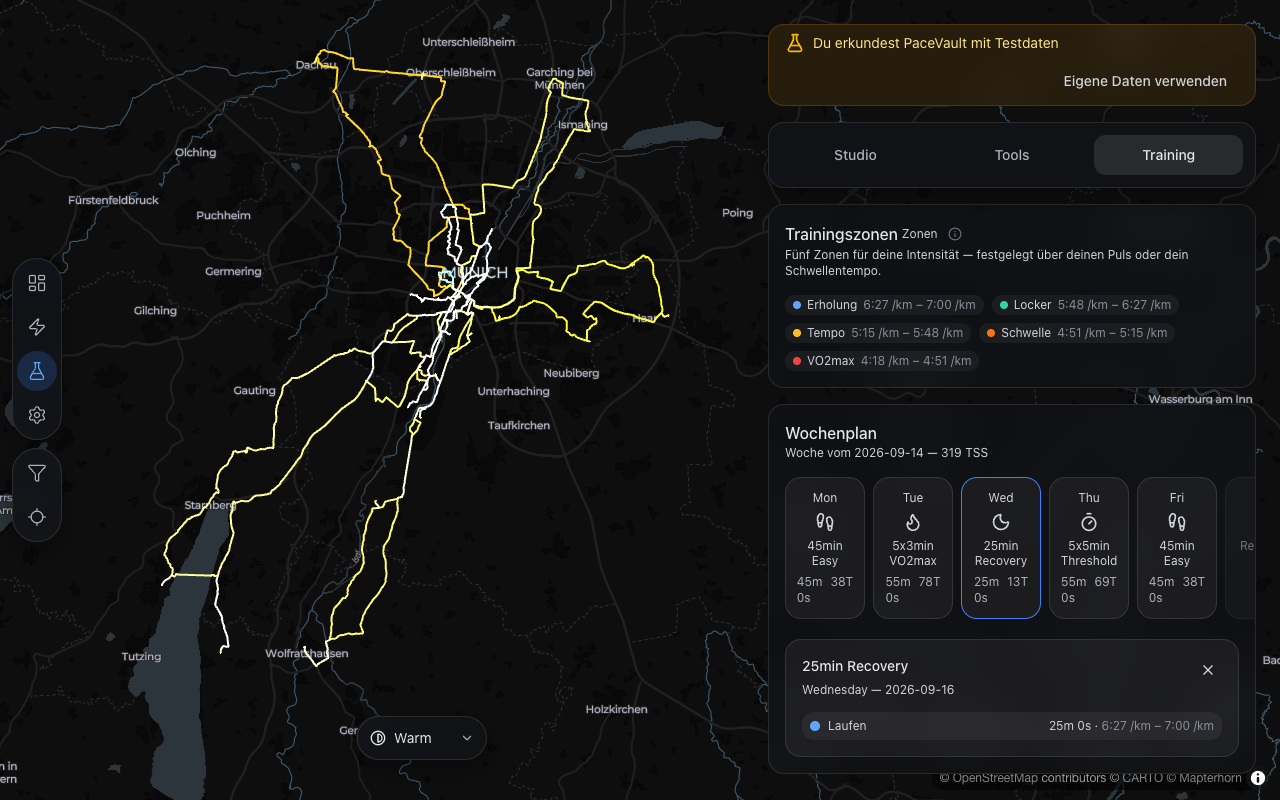 Du erkundest PaceVault mit Testdaten
Eigene Daten verwenden
Studio
Tools
Training
Trainingszonen Zonen
Fünf Zonen für deine Intensität — festgelegt über deinen Puls oder dein
Schwellentempo.
Erholung 6:27 /km – 7:00 /km
Locker 5:48 /km – 6:27 /km
Tempo 5:15 /km – 5:48 /km
Schwelle 4:51 /km – 5:15 /km
VO2max 4:18 /km – 4:51 /km
Wochenplan
Woche vom 2026-09-14 — 319 TSS
Mon
45min
Easy
45m 38T
0s
Tue
5x3min
VO2max
55m 78T
0s
Wed
25min
Recovery
25m 13T
0s
Thu
5x5min
Threshold
55m 69T
0s
Fri
45min
Easy
45m 38T
0s
Re
25min Recovery
Wednesday — 2026-09-16
Laufen
25m 0s · 6:27 /km – 7:00 /km
Unterschleißheim
Dachau
Oberschleißheim
Garching bei
München
Ismaning
Olching
Fürstenfeldbruck
Puchheim
Poing
Germering
MUNICH
Gilching
Haar
Neubiberg
Gauting
Unterhaching
Taufkirchen
Wasserburg am Inn
Starnberg
Tutzing
Wolfratshausen
Holzkirchen
Ger
Warm
© OpenStreetMap contributors © CARTO © Mapterhorn